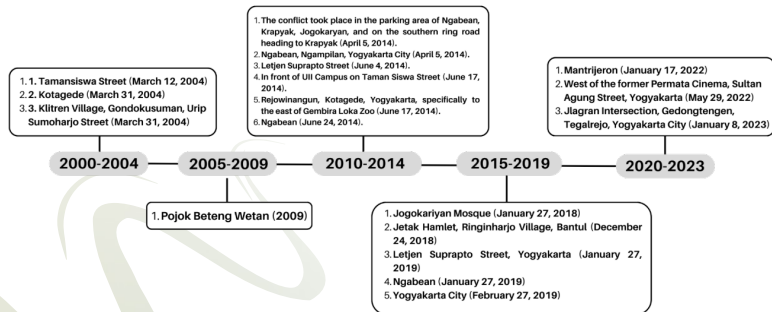 1. 1. Tamansiswa Street (March 12, 2004)
2. 2. Kotagede (March 31, 2004)
3. 3. Klitren Village, Gondokusuman, Urip
Sumoharjo Street (March 31, 2004)
1. The conflict took place in the parking area of Ngabean,
Krapyak, Jogokaryan, and on the southern ring road
heading to Krapyak (April 5, 2014).
2. Ngabean, Ngampilan, Yogyakarta City (April 5, 2014).
3. Letjen Suprapto Street (June 4, 2014).
4. In front of UII Campus on Taman Siswa Street (June 17,
2014).
5. Rejowinangun, Kotagede, Yogyakarta, specifically to
the east of Gembira Loka Zoo (June 17, 2014).
6. Ngabean (June 24, 2014).
1. Mantrijeron (January 17, 2022)
2. West of the former Permata Cinema, Sultan
Agung Street, Yogyakarta (May 29, 2022)
3. Jlagran Intersection, Gedongtengen,
Tegalrejo, Yogyakarta City (January 8, 2023)
2000-2004
2005-2009
2010-2014
2015-2019
2020-2023
1. Pojok Beteng Wetan (2009)
1. Jogokariyan Mosque (January 27, 2018)
2. Jetak Hamlet, Ringinharjo Village, Bantul (December
24, 2018)
3. Letjen Suprapto Street, Yogyakarta (January 27,
2019)
4. Ngabean (January 27, 2019)
5. Yogyakarta City (February 27, 2019)